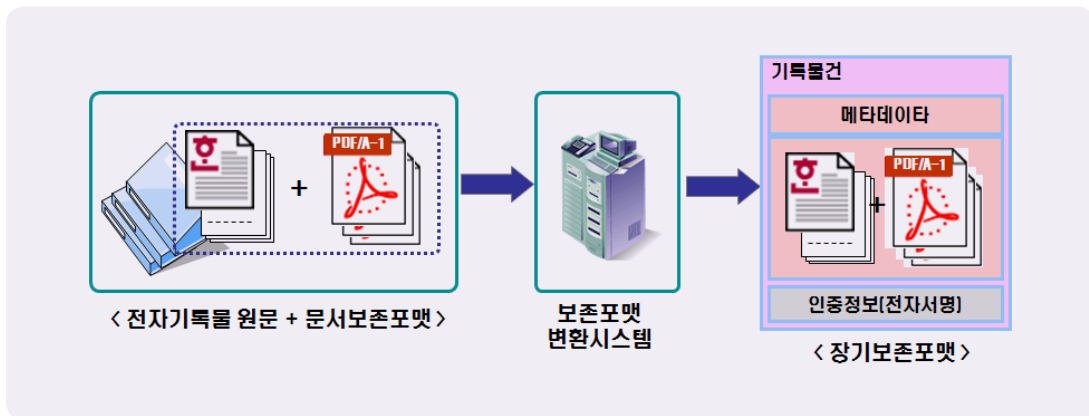 기록물건
메타데이타
흔
PDF/A-1
+
흔
PDF/A-1
+
인증정보(전자서명)
< 전자기록물 원문 + 문서보존포맷 >
보존포맷
변환시스템
< 장기보존포맷 >